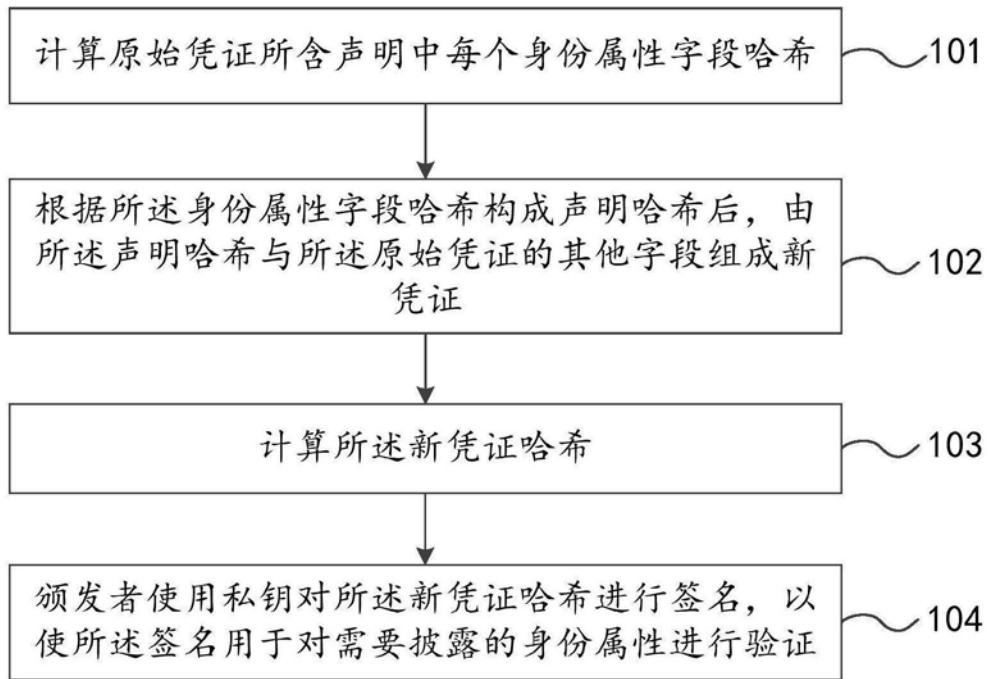 计算原始凭证所含声明中每个身份属性字段哈希
101
根据所述身份属性字段哈希构成声明哈希后，由
所述声明哈希与所述原始凭证的其他字段组成新
凭证
102
计算所述新凭证哈希
103
颁发者使用私钥对所述新凭证哈希进行签名，以
使所述签名用于对需要披露的身份属性进行验证
104